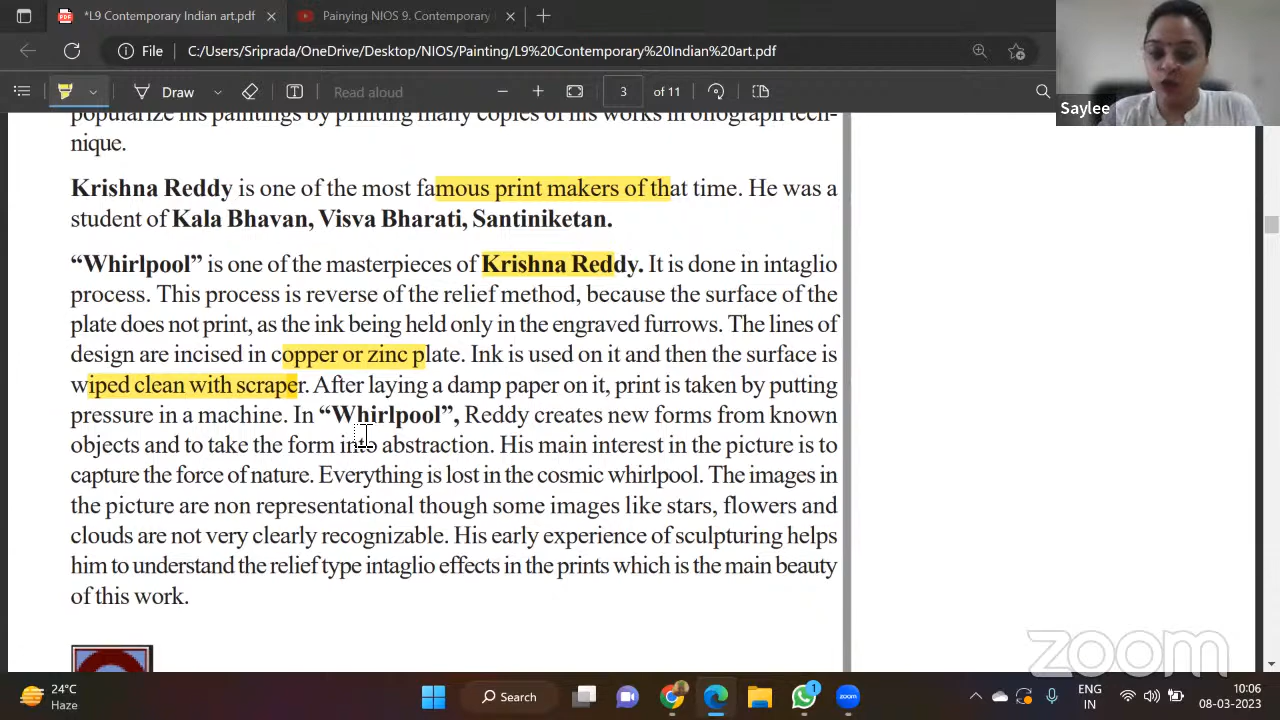 *L9 Contemporary Indian art.pdf
Painying NIOS 9. Contemporary
File
C:/Users/Sriprada/OneDrive/Desktop/NIOS/Painting/L9%20Contemporary%20Indian%20art.pdf
Draw
Read aloud
3
of 11
Saylee
popularize his paintings by printing many copies of his works in oliograph tech-
nique.
Krishna Reddy is one of the most famous print makers of that time. He was a
student of Kala Bhavan, Visva Bharati, Santiniketan.
“Whirlpool” is one of the masterpieces of Krishna Reddy. It is done in intaglio
process. This process is reverse of the relief method, because the surface of the
plate does not print, as the ink being held only in the engraved furrows. The lines of
design are incised in copper or zinc plate. Ink is used on it and then the surface is
wiped clean with scraper. After laying a damp paper on it, print is taken by putting
pressure in a machine. In “Whirlpool”, Reddy creates new forms from known
objects and to take the form into abstraction. His main interest in the picture is to
capture the force of nature. Everything is lost in the cosmic whirlpool. The images in
the picture are non representational though some images like stars, flowers and
clouds are not very clearly recognizable. His early experience of sculpturing helps
him to understand the relief type intaglio effects in the prints which is the main beauty
of this work.
zoom
24°C
Haze
Search
zoom
1
ENG
IN
10:06
08-03-2023